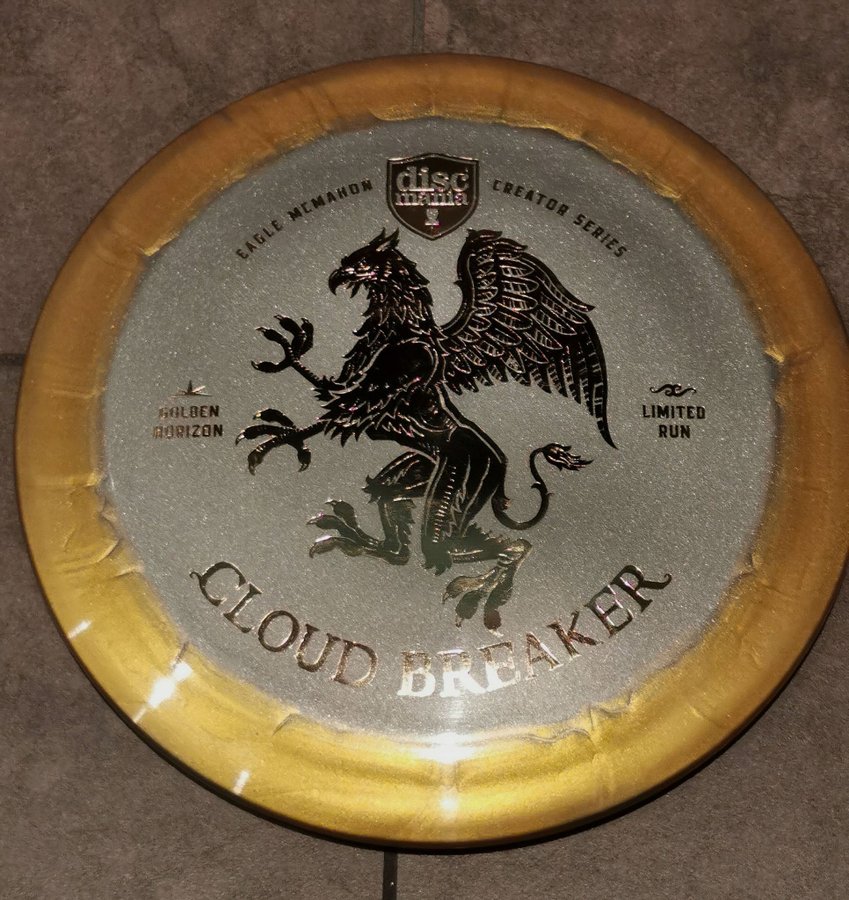 EAGLE MCMAHON
disc
mania
CREATOR SERIES
GOLDEN
HORIZON
LIMITED
RUN
CLOUD BREAKER